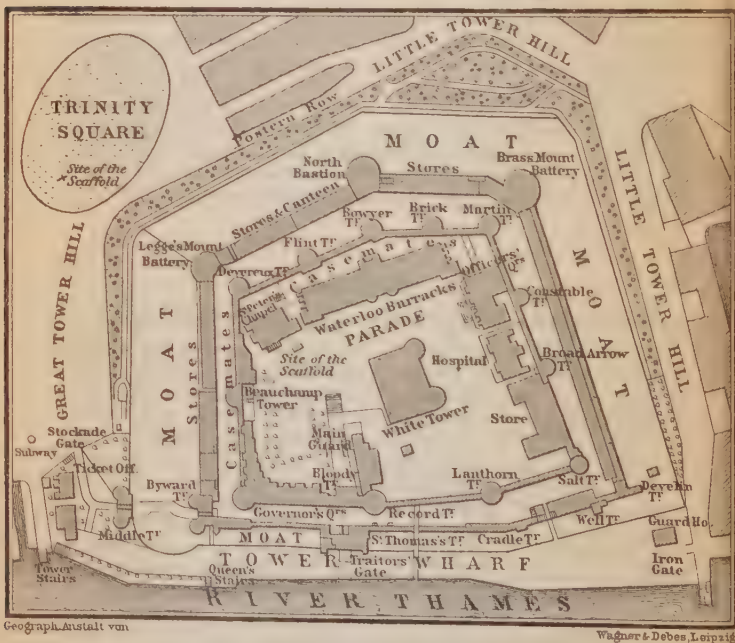 LITTLE TOWER HILL
TRINITY
SQUARE
Site of the
Scaffold
Postern Row
MOAT
North
Bastion
Stores
Brass Mount
Battery
Stores & Canteen
Bowyer
Tr.
Brick
Tr.
Martin
Tr.
LITTLE TOWER HILL
Legge's Mount
Battery
Flint Tr.
Devereux Tr.
Casemates
Officers'
Qrs
GREAT TOWER HILL
St. Peter's
Chapel
Waterloo Barracks
PARADE
Constable
Tr.
MOAT
MOAT
Stores
Casemates
Site of the
Scaffold
Hospital
Broad Arrow
Tr.
Beauchamp
Tower
White Tower
Store
Stockade
Gate
Subway
Main
Guard
Ticket Off.
Bloody
Tr.
Lanthorn
Tr.
Salt Tr.
Byward
Tr.
Develin
Tr.
Governor's Qrs
Record Tr.
Well Tr.
Guard Ho.
Middle Tr.
MOAT
St. Thomas's Tr.
Cradle Tr.
Tower
Stairs
TOWER WHARF
Queen's
Stairs
Traitors'
Gate
Iron
Gate
RIVER THAMES
Geograph. Anstalt von
Wagner & Debes, Leipzig